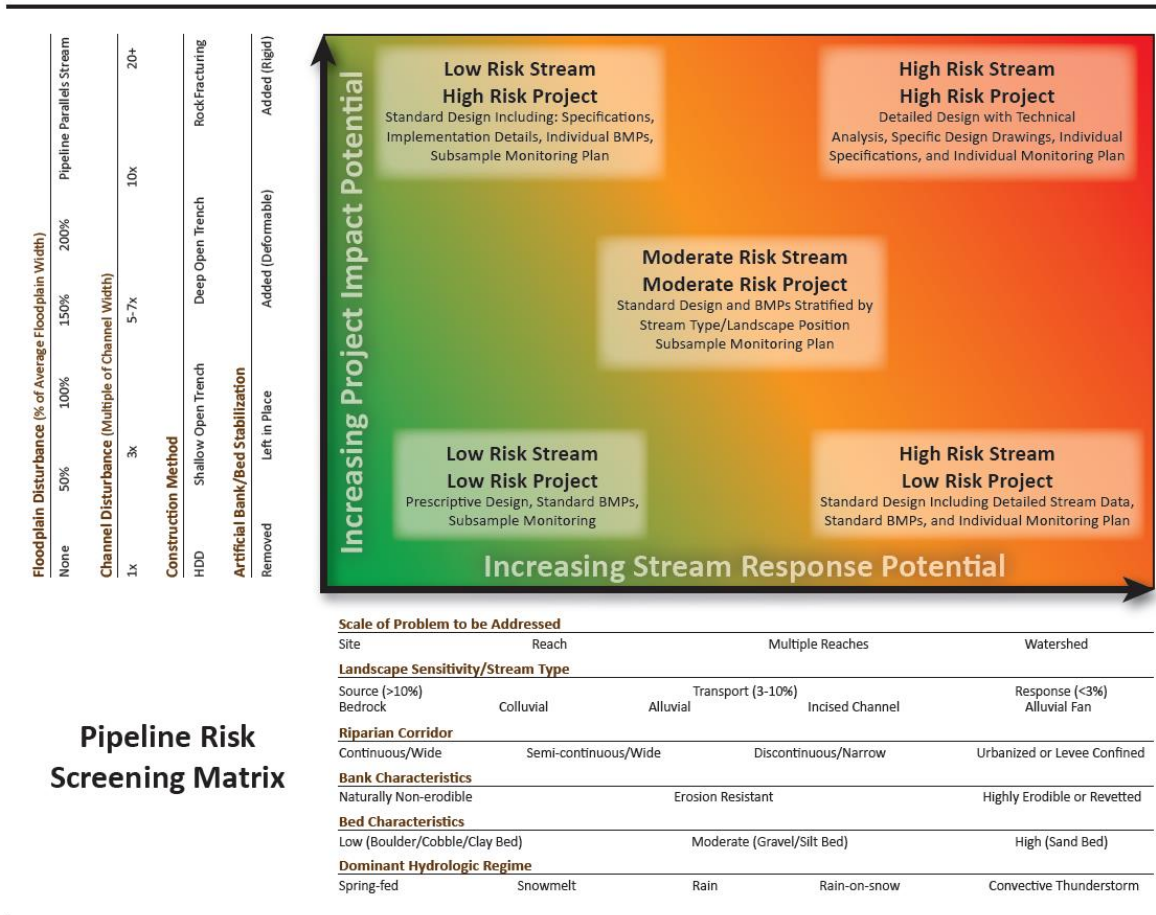 Floodplain Disturbance (% of Average Floodplain Width)
None 50% 100% 150% 200% Pipeline Parallels Stream
Channel Disturbance (Multiple of Channel Width)
1x 3x 5-7x 10x 20+
Construction Method
HDD Shallow Open Trench Deep Open Trench RockFracturing
Artificial Bank/Bed Stabilization
Removed Left in Place Added (Deformable) Added (Rigid)
Increasing Project Impact Potential
Low Risk Stream
High Risk Project
Standard Design Including: Specifications,
Implementation Details, Individual BMPs,
Subsample Monitoring Plan
High Risk Stream
High Risk Project
Detailed Design with Technical
Analysis, Specific Design Drawings, Individual
Specifications, and Individual Monitoring Plan
Moderate Risk Stream
Moderate Risk Project
Standard Design and BMPs Stratified by
Stream Type/Landscape Position
Subsample Monitoring Plan
Low Risk Stream
Low Risk Project
Prescriptive Design, Standard BMPs,
Subsample Monitoring
High Risk Stream
Low Risk Project
Standard Design Including Detailed Stream Data,
Standard BMPs, and Individual Monitoring Plan
Increasing Stream Response Potential
Scale of Problem to be Addressed
Site Reach Multiple Reaches Watershed
Landscape Sensitivity/Stream Type
Source (>10%) Transport (3-10%) Response (<3%)
Bedrock Colluvial Alluvial Incised Channel Alluvial Fan
Riparian Corridor
Continuous/Wide Semi-continuous/Wide Discontinuous/Narrow Urbanized or Levee Confined
Bank Characteristics
Naturally Non-erodible Erosion Resistant Highly Erodible or Revetted
Bed Characteristics
Low (Boulder/Cobble/Clay Bed) Moderate (Gravel/Silt Bed) High (Sand Bed)
Dominant Hydrologic Regime
Spring-fed Snowmelt Rain Rain-on-snow Convective Thunderstorm
Pipeline Risk
Screening Matrix